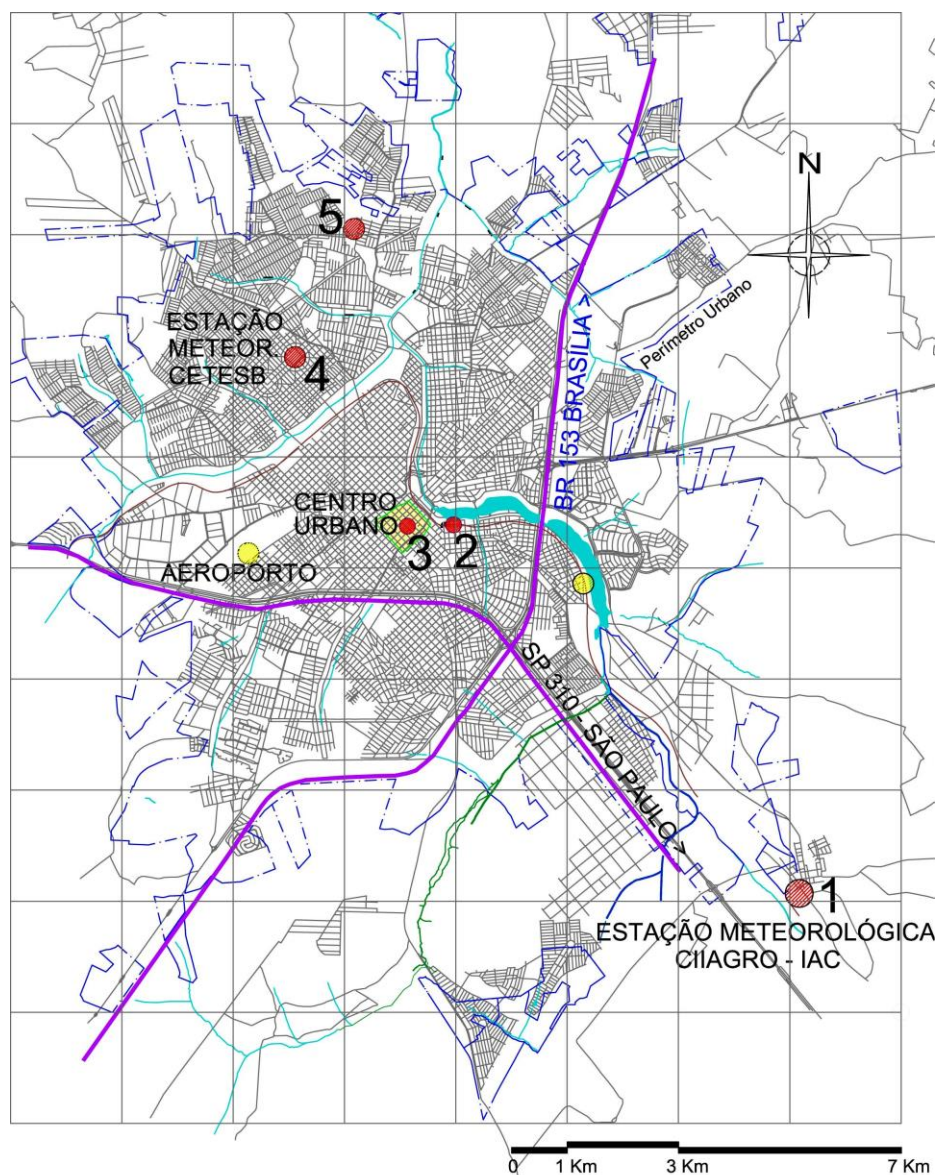 N
5
ESTAÇÃO
METEOR.
CETESB
4
Perímetro Urbano
BR 153 BRASÍLIA >
CENTRO
URBANO
3
2
AEROPORTO
SP 310 - SÃO PAULO >
1
ESTAÇÃO METEOROLÓGICA
CIIAGRO - IAC
0 1 Km 3 Km 7 Km